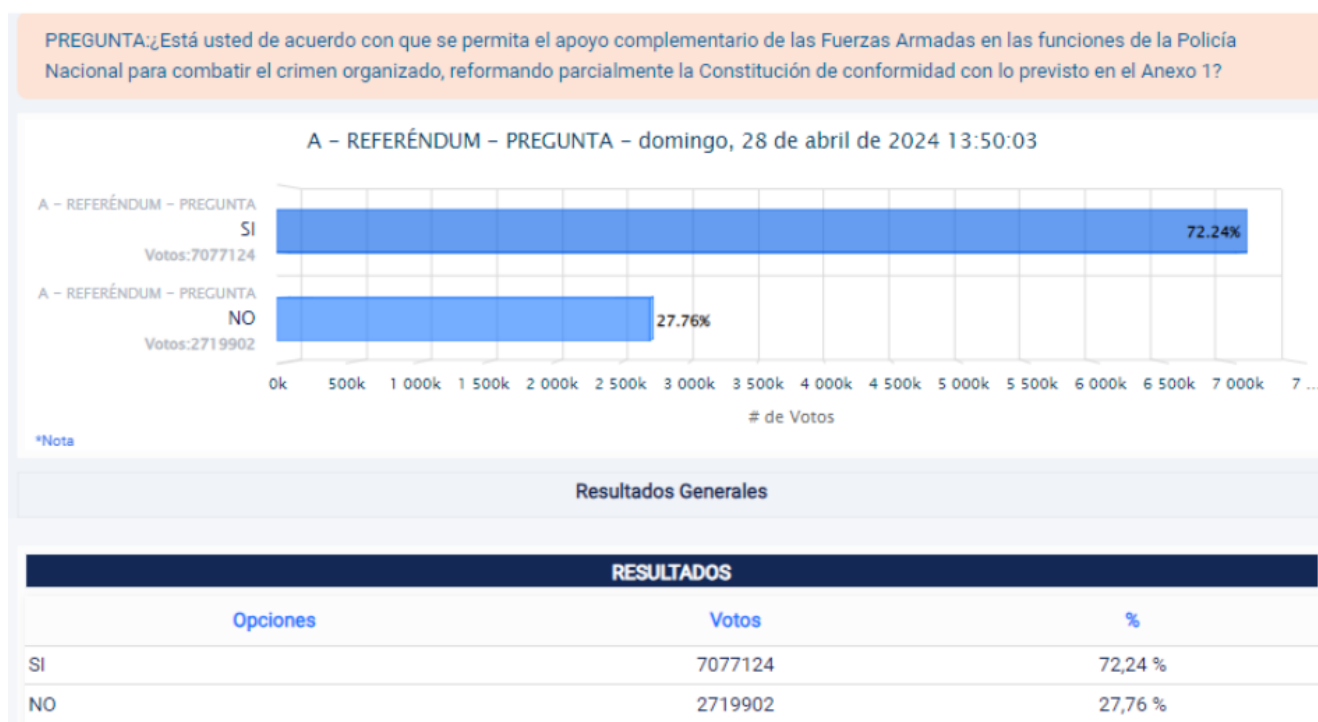 PREGUNTA:¿Está usted de acuerdo con que se permita el apoyo complementario de las Fuerzas Armadas en las funciones de la Policía
Nacional para combatir el crimen organizado, reformando parcialmente la Constitución de conformidad con lo previsto en el Anexo 1?
A – REFERÉNDUM – PREGUNTA – domingo, 28 de abril de 2024 13:50:03
A – REFERÉNDUM – PREGUNTA
SI
Votos:7077124
72.24%
A – REFERÉNDUM – PREGUNTA
NO
Votos:2719902
27.76%
0k 500k 1 000k 1 500k 2 000k 2 500k 3 000k 3 500k 4 000k 4 500k 5 000k 5 500k 6 000k 6 500k 7 000k 7 ...
# de Votos
*Nota
Resultados Generales
RESULTADOS
Opciones Votos %
SI 7077124 72,24 %
NO 2719902 27,76 %